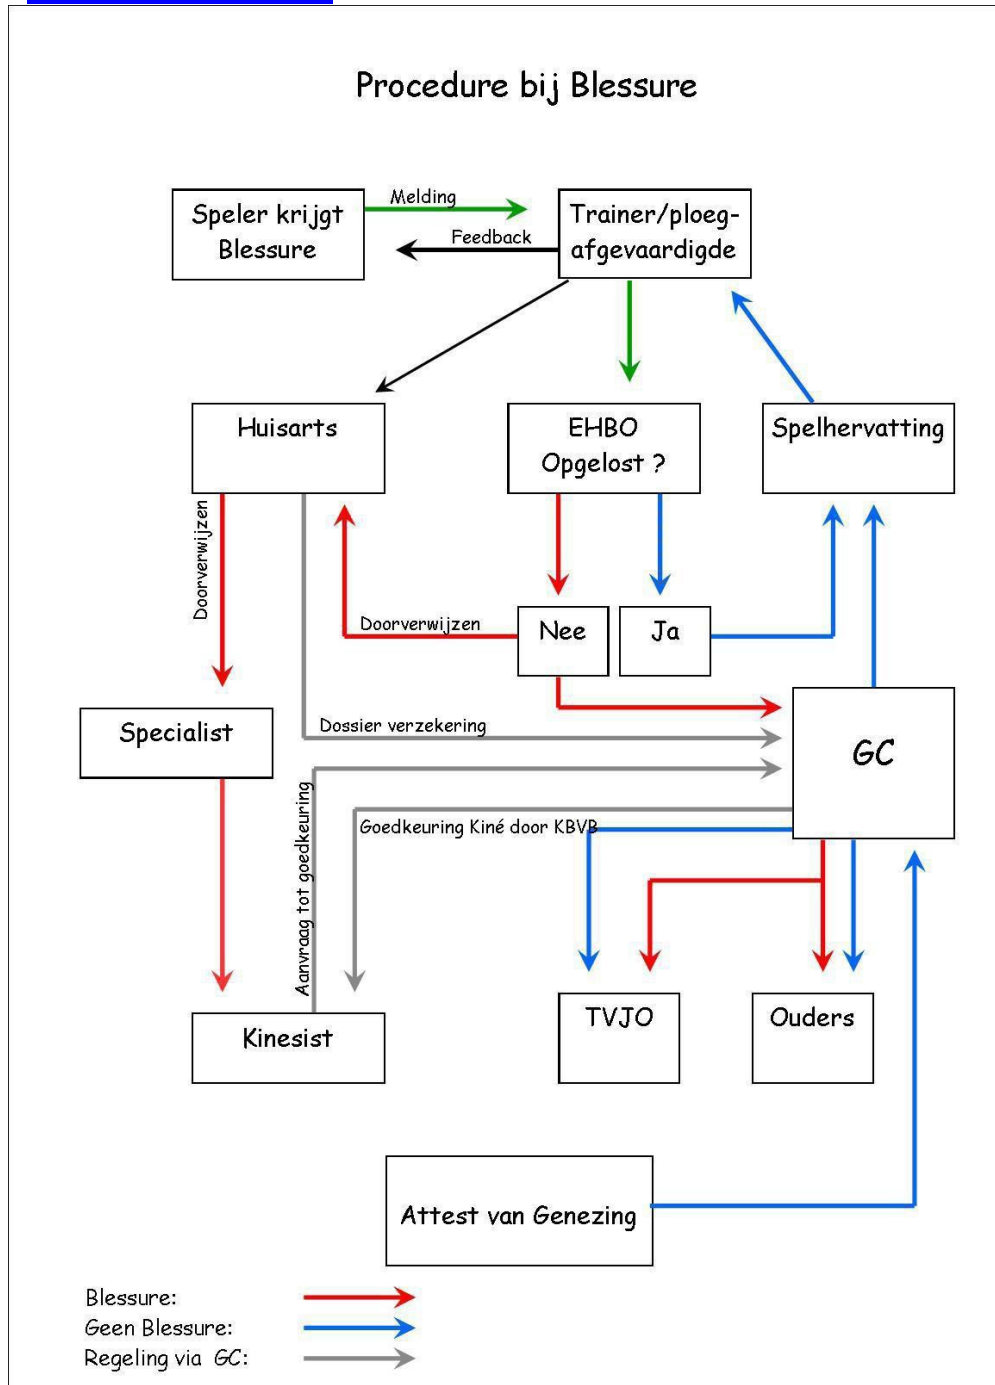 Procedure bij Blessure
Speler krijgt
Blessure
Melding
Feedback
Trainer/ploeg-
afgevaardigde
Huisarts
EHBO
Opgelost ?
Spelhervatting
Doorverwijzen
Doorverwijzen
Nee
Ja
Specialist
Dossier verzekering
GC
Goedkeuring Kiné door KBVB
Aanvraag tot goedkeuring
Kinesist
TVJO
Ouders
Attest van Genezing
Blessure:
Geen Blessure:
Regeling via GC: